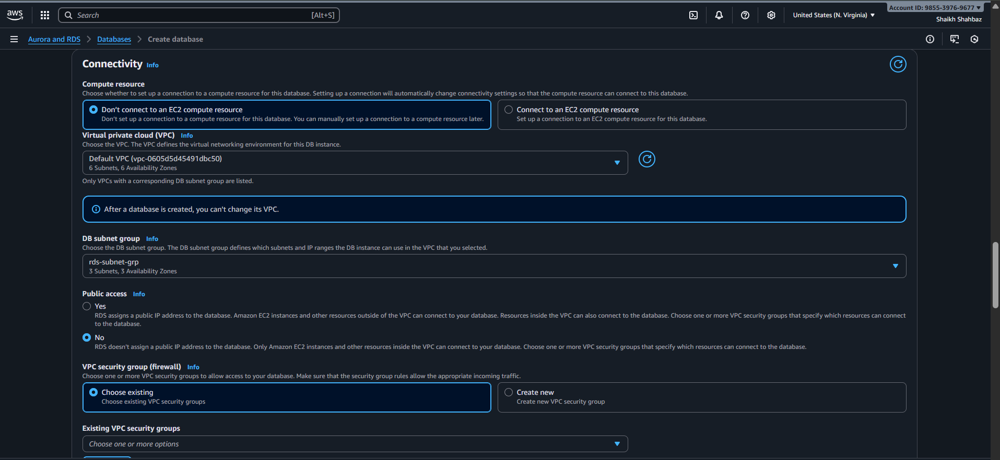 aws
Search
[Alt+S]
United States (N. Virginia)
Account ID: 9855-3976-9677
Shaikh Shahbaz
Aurora and RDS
Databases
Create database
Connectivity Info
Compute resource
Choose whether to set up a connection to a compute resource for this database. Setting up a connection will automatically change connectivity settings so that the compute resource can connect to this database.
Don't connect to an EC2 compute resource
Don't set up a connection to a compute resource for this database. You can manually set up a connection to a compute resource later.
Connect to an EC2 compute resource
Set up a connection to an EC2 compute resource for this database.
Virtual private cloud (VPC) Info
Choose the VPC. The VPC defines the virtual networking environment for this DB instance.
Default VPC (vpc-0605d5d45491dbc50)
6 Subnets, 6 Availability Zones
Only VPCs with a corresponding DB subnet group are listed.
After a database is created, you can't change its VPC.
DB subnet group Info
Choose the DB subnet group. The DB subnet group defines which subnets and IP ranges the DB instance can use in the VPC that you selected.
rds-subnet-grp
3 Subnets, 3 Availability Zones
Public access Info
Yes
RDS assigns a public IP address to the database. Amazon EC2 instances and other resources outside of the VPC can connect to your database. Resources inside the VPC can also connect to the database. Choose one or more VPC security groups that specify which resources can connect
to the database.
No
RDS doesn't assign a public IP address to the database. Only Amazon EC2 instances and other resources inside the VPC can connect to your database. Choose one or more VPC security groups that specify which resources can connect to the database.
VPC security group (firewall) Info
Choose one or more VPC security groups to allow access to your database. Make sure that the security group rules allow the appropriate incoming traffic.
Choose existing
Choose existing VPC security groups
Create new
Create new VPC security group
Existing VPC security groups
Choose one or more options